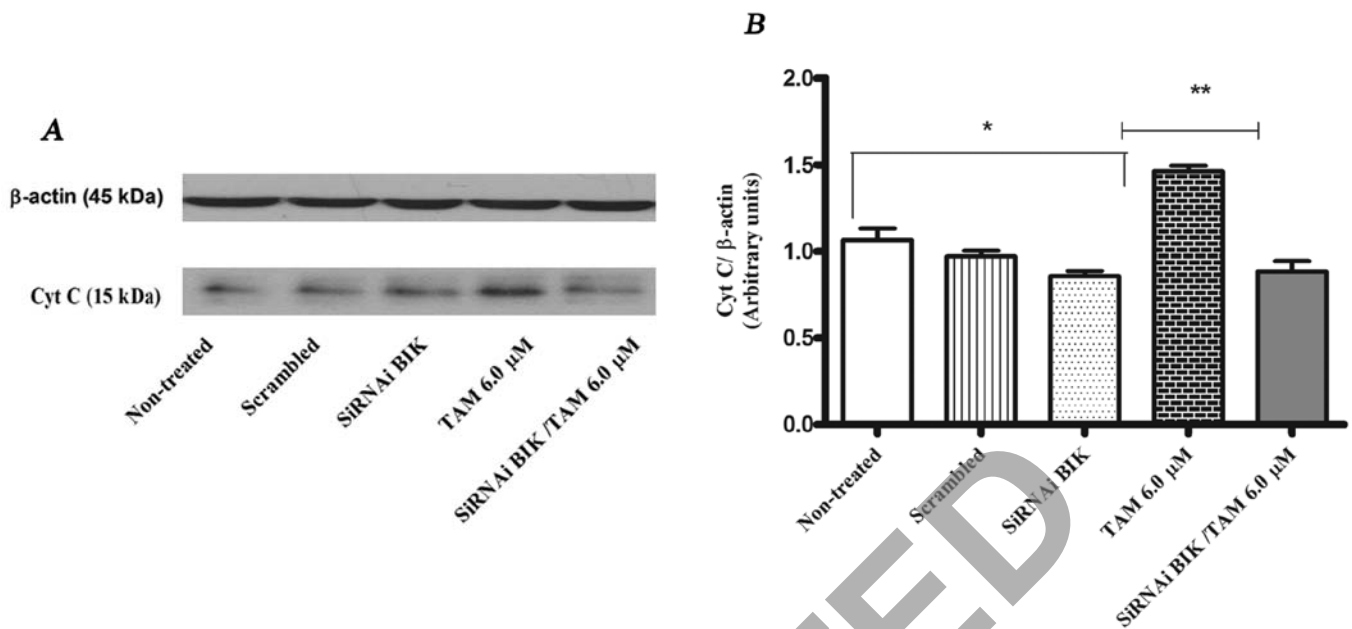 A
β-actin (45 kDa)
Cyt C (15 kDa)
Non-treated
Scrambled
SiRNAi BIK
TAM 6.0 μM
SiRNAi BIK /TAM 6.0 μM
B
Cyt C/ β-actin
(Arbitrary units)
2.0
1.5
1.0
0.5
0.0
*
**
Non-treated
Scrambled
SiRNAi BIK
TAM 6.0 μM
SiRNAi BIK /TAM 6.0 μM